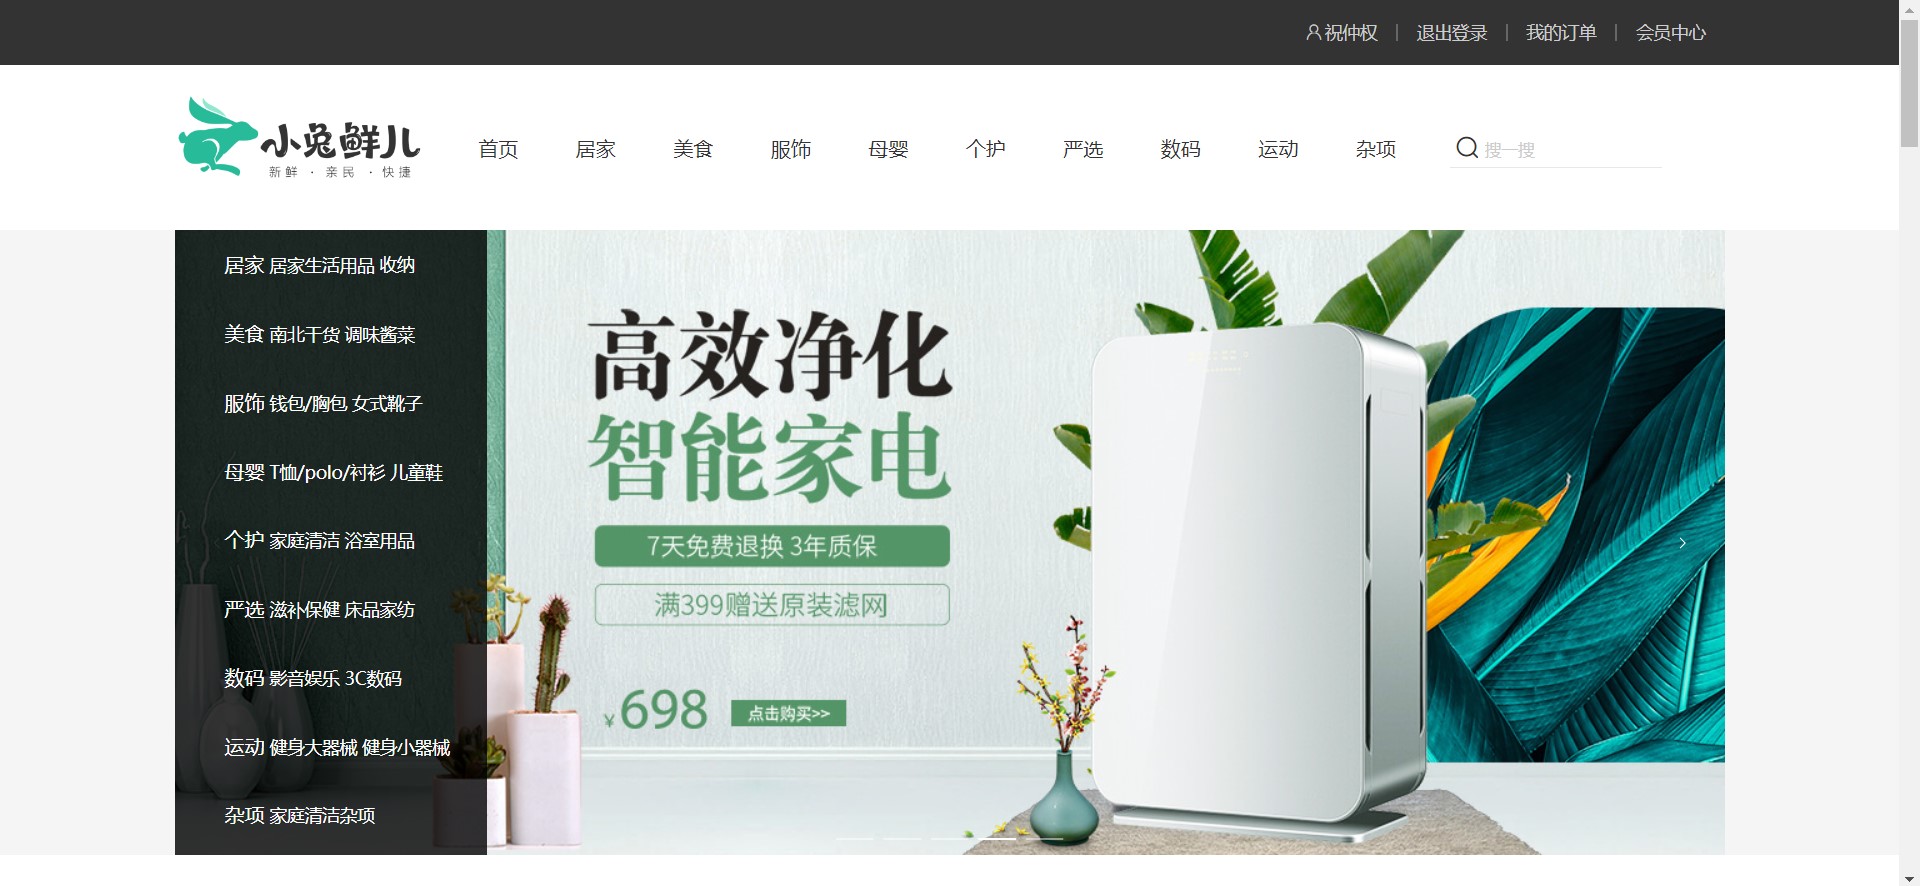 祝仲权 | 退出登录 | 我的订单 | 会员中心
小兔鲜儿
新鲜 · 亲民 · 快捷
首页 居家 美食 服饰 母婴 个护 严选 数码 运动 杂项 搜一搜
居家 居家生活用品 收纳
美食 南北干货 调味酱菜
服饰 钱包/胸包 女式靴子
母婴 T恤/polo/衬衫 儿童鞋
个护 家庭清洁 浴室用品
严选 滋补保健 床品家纺
数码 影音娱乐 3C数码
运动 健身大器械 健身小器械
杂项 家庭清洁杂项
高效净化
智能家电
7天免费退换 3年质保
满399赠送原装滤网
¥698 点击购买>>